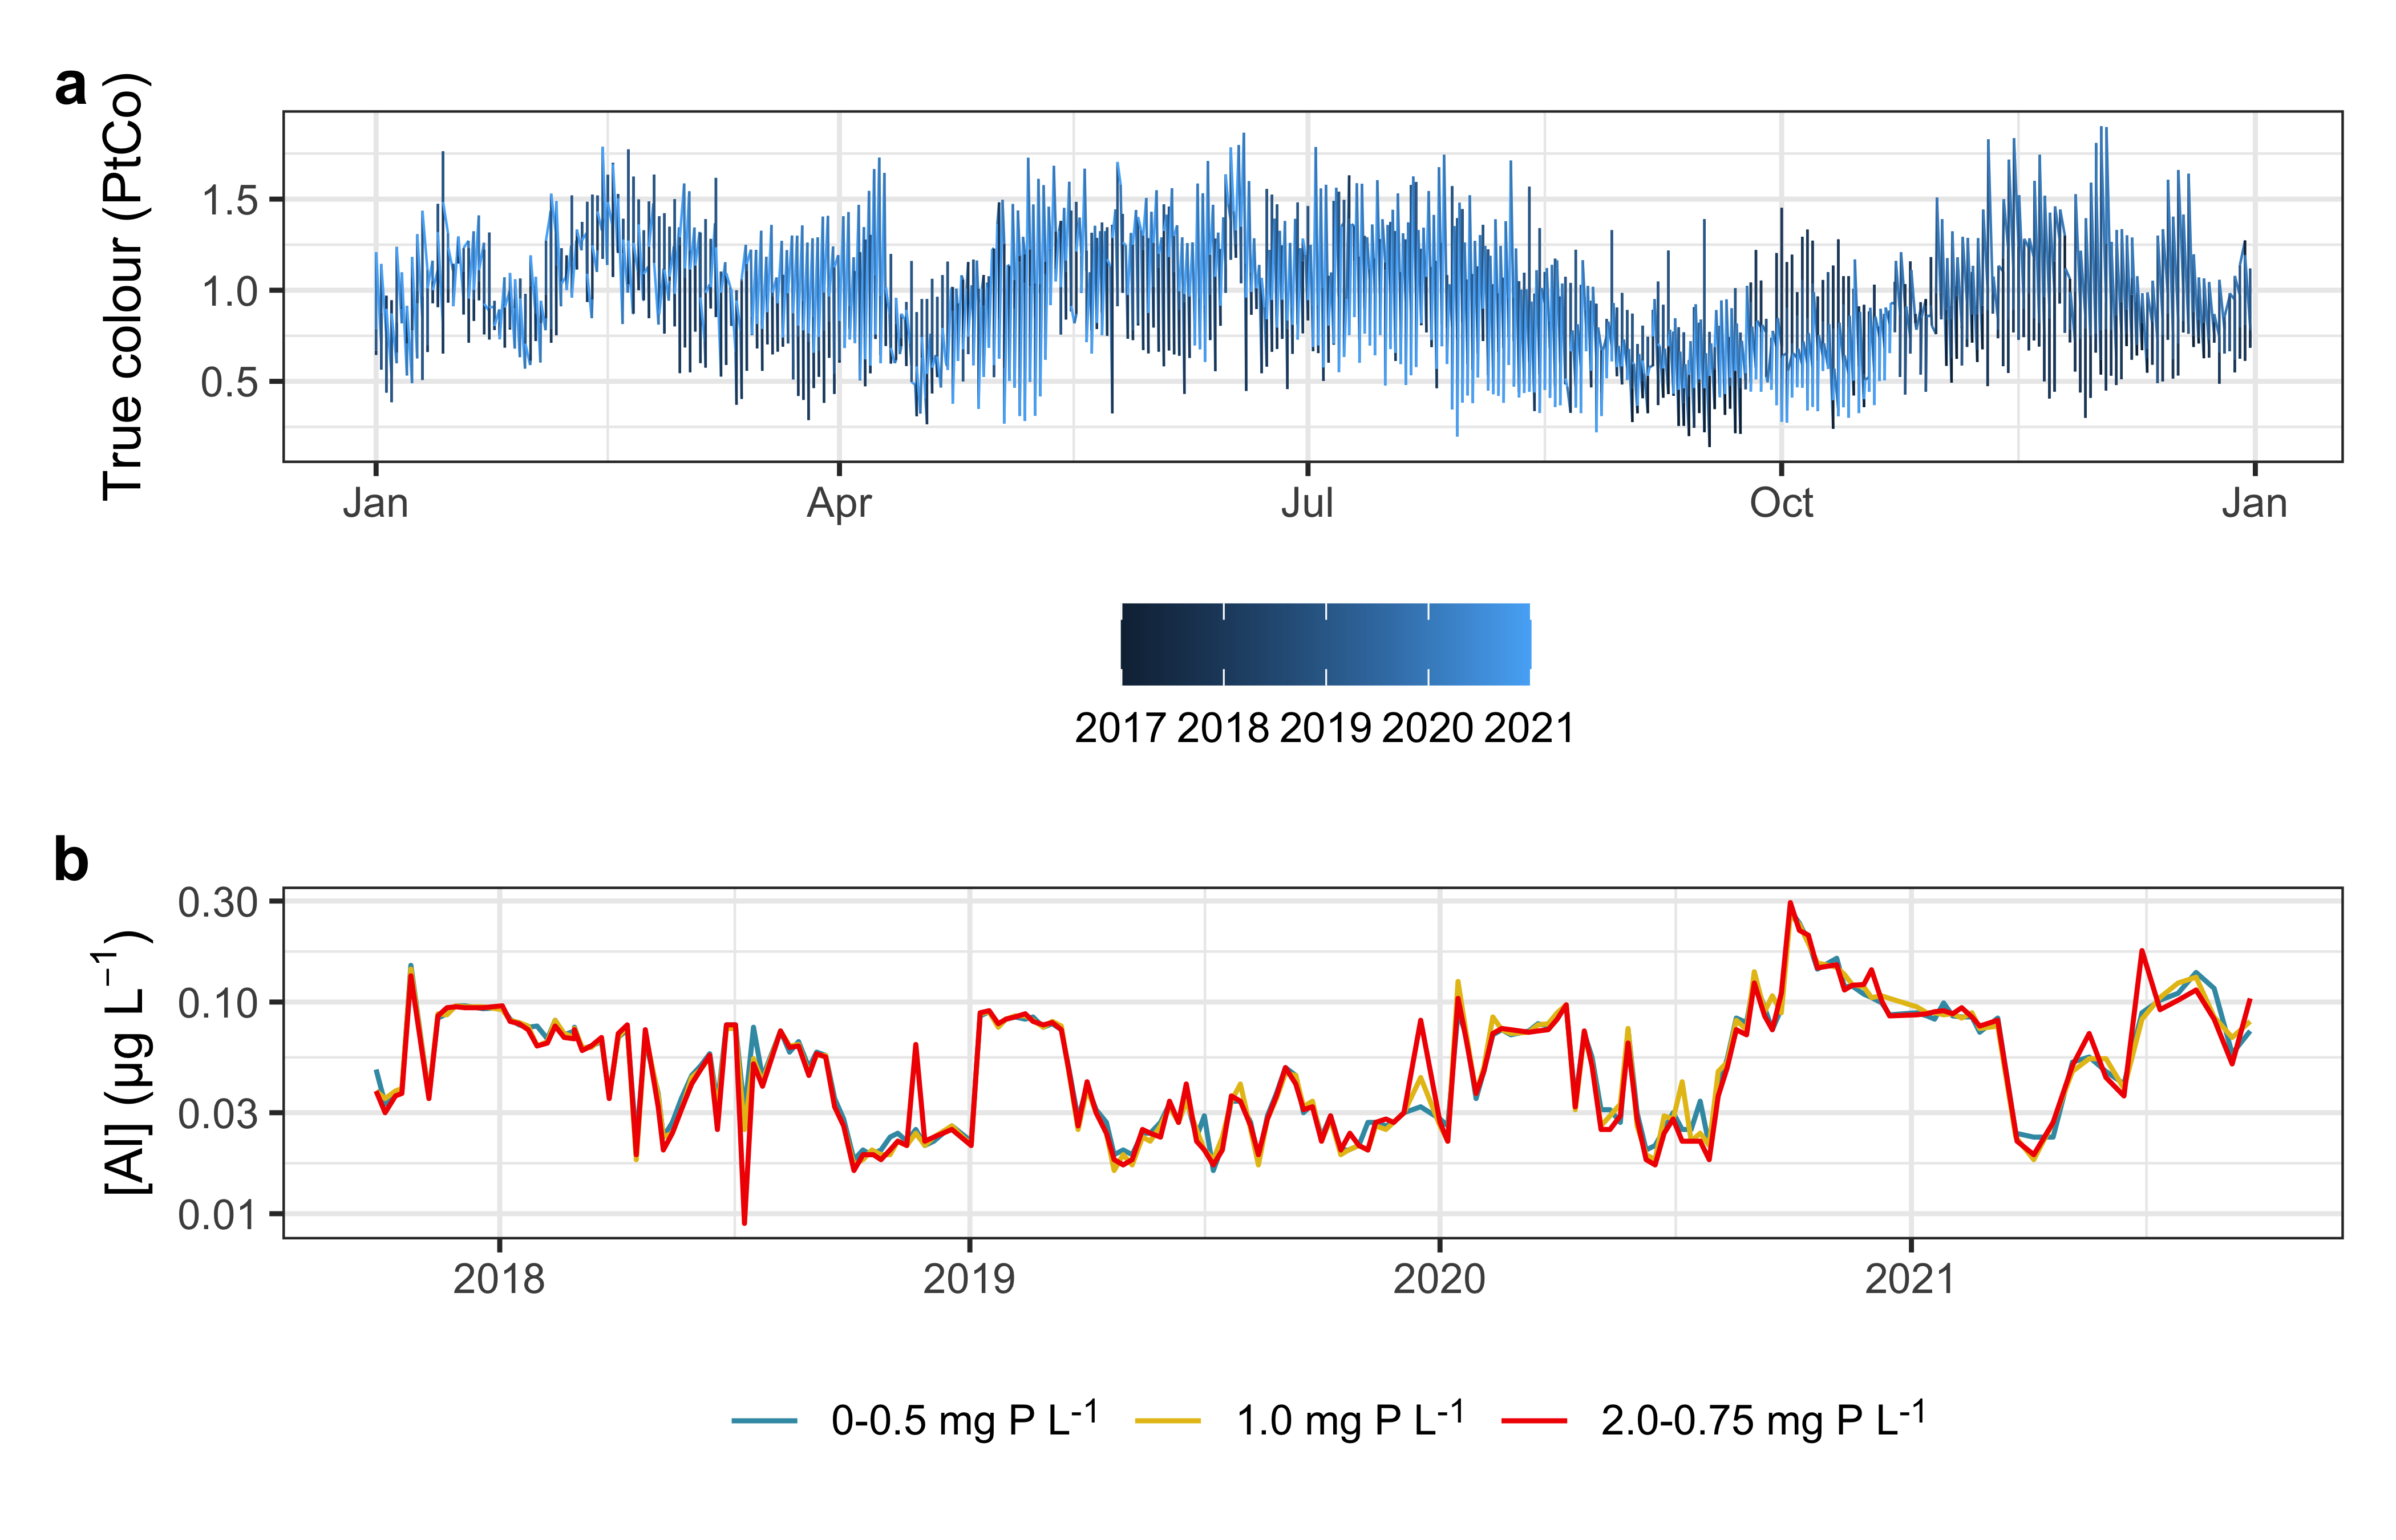 a
True colour (PtCo)
1.5
1.0
0.5
Jan Apr Jul Oct Jan
2017 2018 2019 2020 2021
b
[Al] (µg L⁻¹)
0.30
0.10
0.03
0.01
2018 2019 2020 2021
0-0.5 mg P L⁻¹ 1.0 mg P L⁻¹ 2.0-0.75 mg P L⁻¹